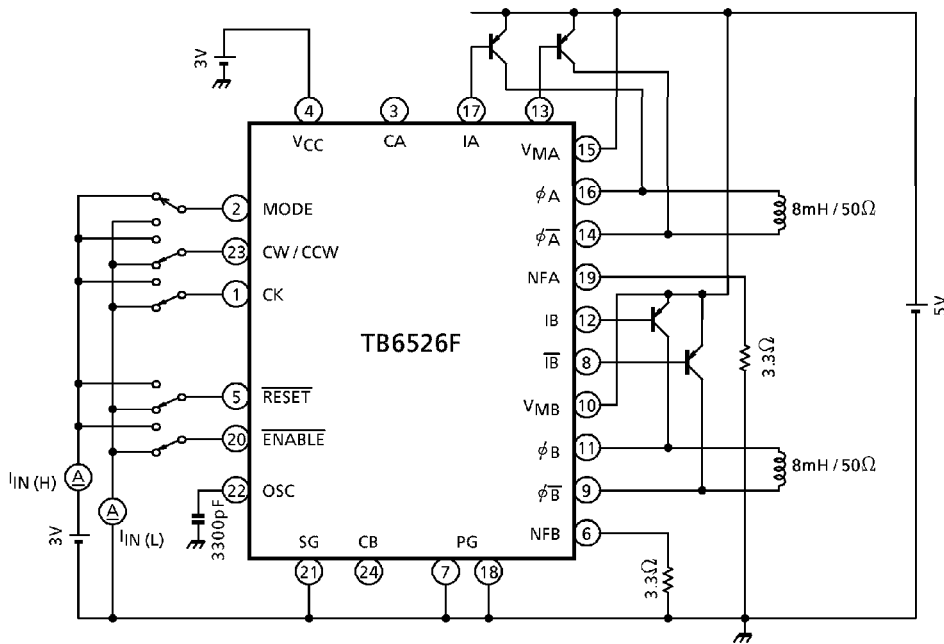 3V
5V
4
3
17
13
VCC
CA
IA
VMA
15
2
MODE
φA
16
8mH / 50Ω
23
CW / CCW
φA̅
14
1
CK
NFA
19
IB
12
TB6526F
I̅B̅
8
3.3Ω
VMB
10
5
R̅E̅S̅E̅T̅
20
E̅N̅A̅B̅L̅E̅
φB
11
8mH / 50Ω
IIN (H)
A
22
OSC
φB̅
9
A
IIN (L)
3300pF
3V
NFB
6
SG
CB
PG
21
24
7
18
3.3Ω